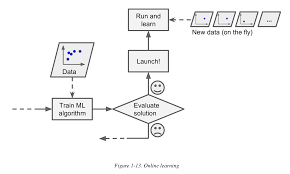 Run and
learn
New data (on the fly)
...
Data
Launch!
Train ML
algorithm
Evaluate
solution
Figure 1-13. Online learning